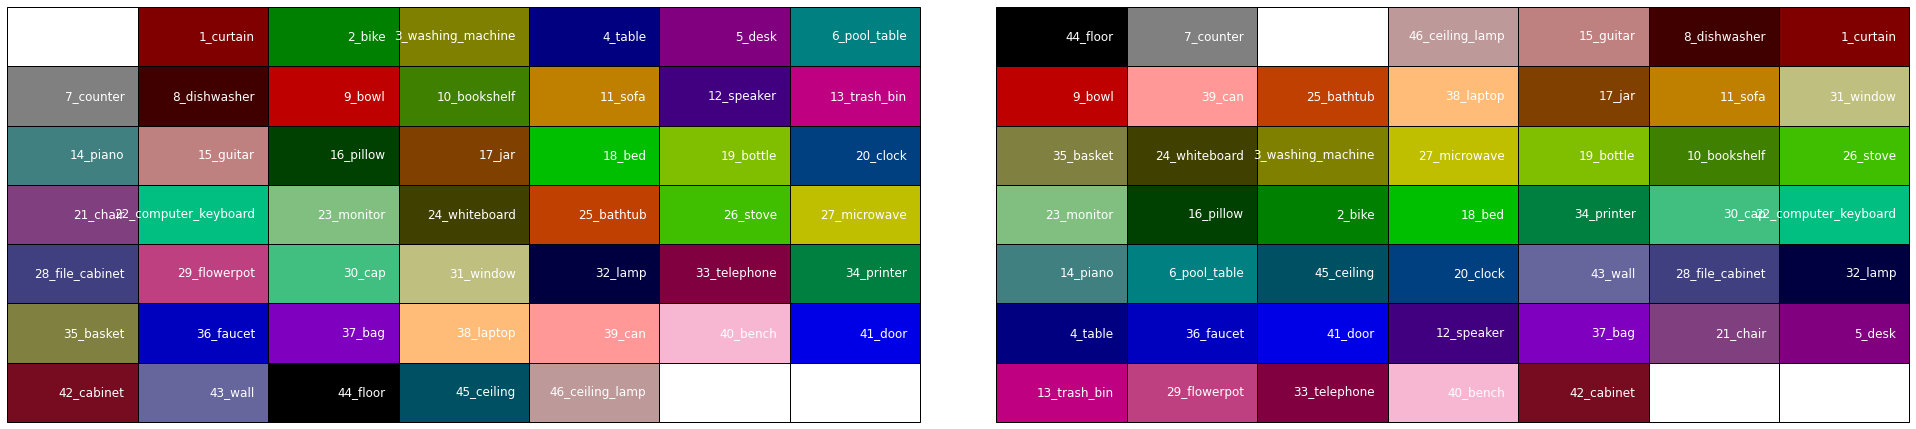 1_curtain 2_bike 3_washing_machine 4_table 5_desk 6_pool_table
7_counter 8_dishwasher 9_bowl 10_bookshelf 11_sofa 12_speaker 13_trash_bin
14_piano 15_guitar 16_pillow 17_jar 18_bed 19_bottle 20_clock
21_chair 22_computer_keyboard 23_monitor 24_whiteboard 25_bathtub 26_stove 27_microwave
28_file_cabinet 29_flowerpot 30_cap 31_window 32_lamp 33_telephone 34_printer
35_basket 36_faucet 37_bag 38_laptop 39_can 40_bench 41_door
42_cabinet 43_wall 44_floor 45_ceiling 46_ceiling_lamp
44_floor 7_counter 46_ceiling_lamp 15_guitar 8_dishwasher 1_curtain
9_bowl 39_can 25_bathtub 38_laptop 17_jar 11_sofa 31_window
35_basket 24_whiteboard 3_washing_machine 27_microwave 19_bottle 10_bookshelf 26_stove
23_monitor 16_pillow 2_bike 18_bed 34_printer 30_cap 22_computer_keyboard
14_piano 6_pool_table 45_ceiling 20_clock 43_wall 28_file_cabinet 32_lamp
4_table 36_faucet 41_door 12_speaker 37_bag 21_chair 5_desk
13_trash_bin 29_flowerpot 33_telephone 40_bench 42_cabinet